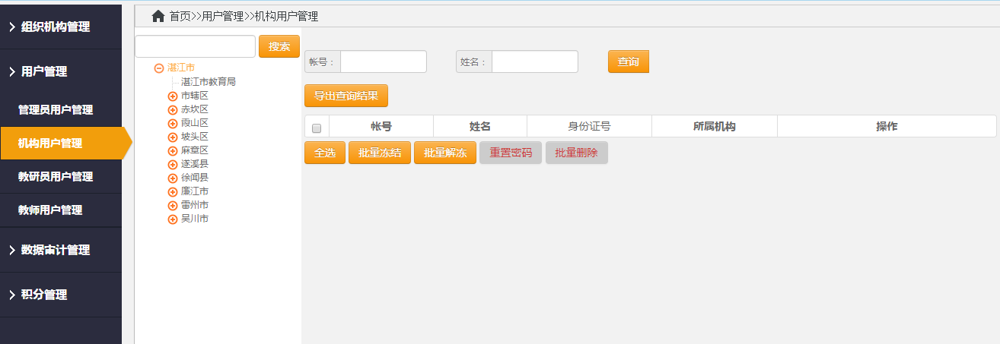 组织机构管理
用户管理
管理员用户管理
机构用户管理
教研员用户管理
教师用户管理
数据审计管理
积分管理
首页>>用户管理>>机构用户管理
搜索
湛江市
湛江市教育局
市辖区
赤坎区
霞山区
坡头区
麻章区
遂溪县
徐闻县
廉江市
雷州市
吴川市
帐号： 姓名： 查询
导出查询结果
帐号 姓名 身份证号 所属机构 操作
全选 批量冻结 批量解冻 重置密码 批量删除